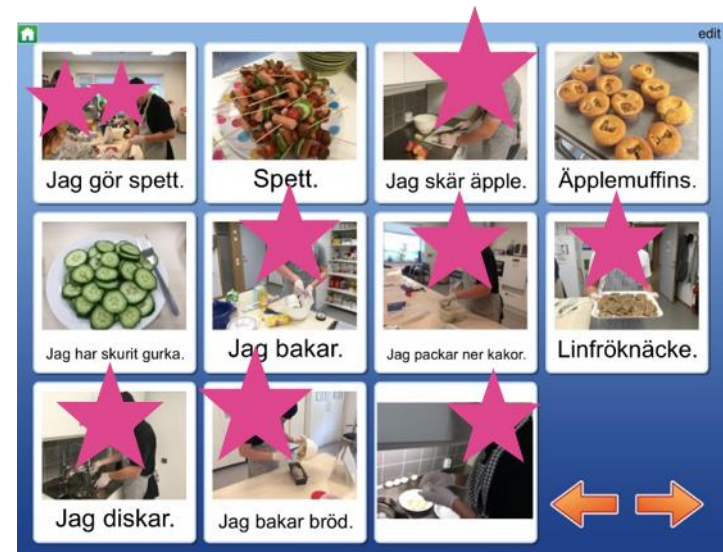 edit
Jag gör spett.
Spett.
Jag skär äpple.
Äpplemuffins.
Jag har skurit gurka.
Jag bakar.
Jag packar ner kakor.
Linfröknäcke.
Jag diskar.
Jag bakar bröd.